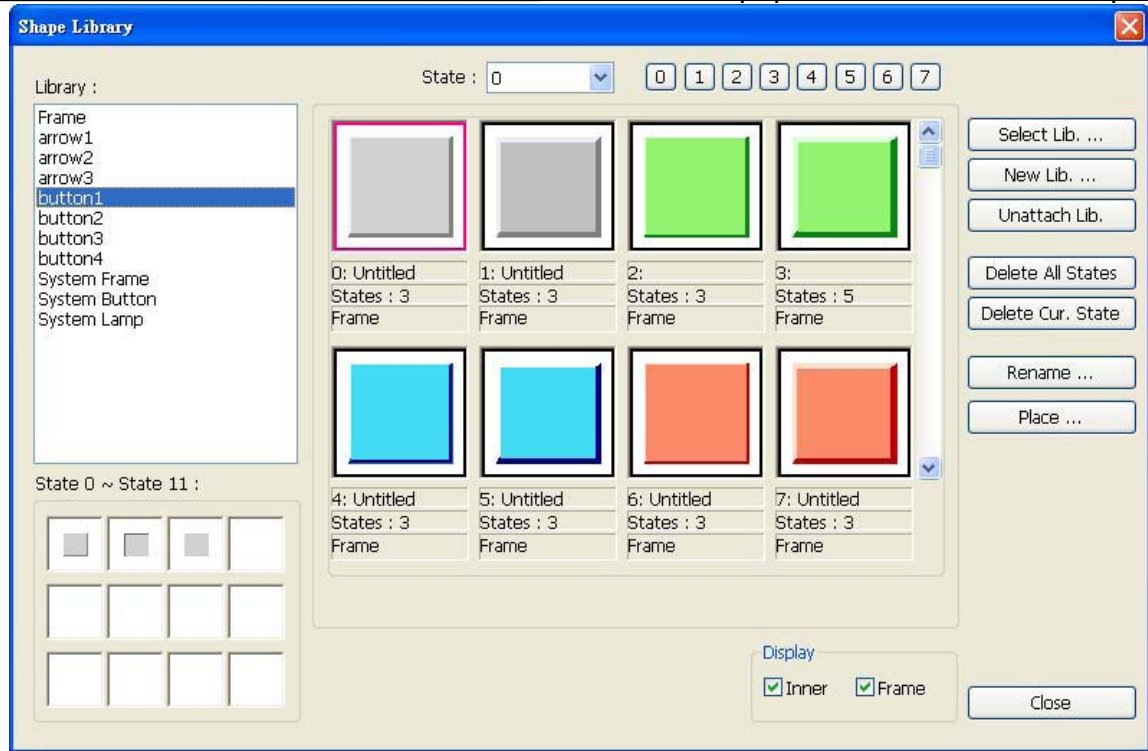 Shape Library
Library :
State : 0
0 1 2 3 4 5 6 7
Frame
arrow1
arrow2
arrow3
button1
button2
button3
button4
System Frame
System Button
System Lamp
0: Untitled
States : 3
Frame
1: Untitled
States : 3
Frame
2:
States : 3
Frame
3:
States : 5
Frame
4: Untitled
States : 3
Frame
5: Untitled
States : 3
Frame
6: Untitled
States : 3
Frame
7: Untitled
States : 3
Frame
Select Lib. ...
New Lib. ...
Unattach Lib.
Delete All States
Delete Cur. State
Rename ...
Place ...
State 0 ~ State 11 :
Display
Inner Frame
Close